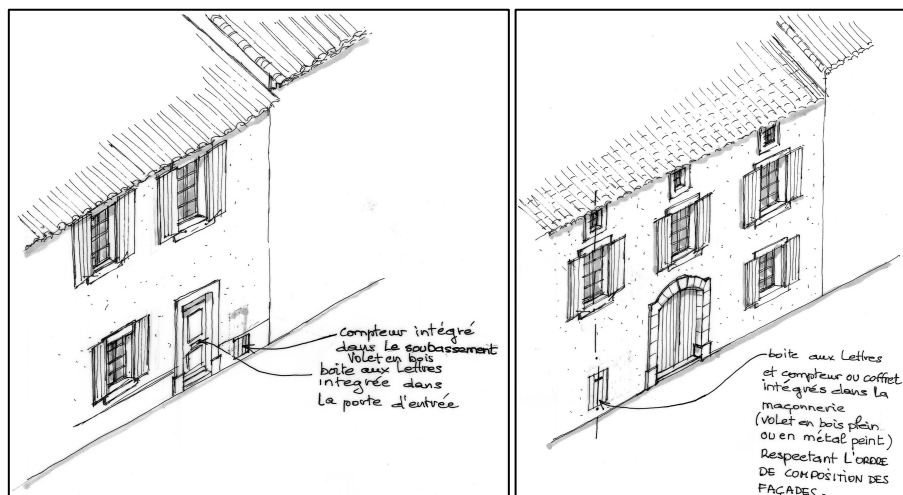 compteur intégré
dans le soubassement
volet en bois
boite aux lettres
integrée dans
la porte d'entrée
boite aux lettres
et compteur ou coffret
intégrés dans la
maçonnerie
(volet en bois plein
ou en métal peint)
Respectant L'ORDRE
DE COMPOSITION DES
FAÇADES.